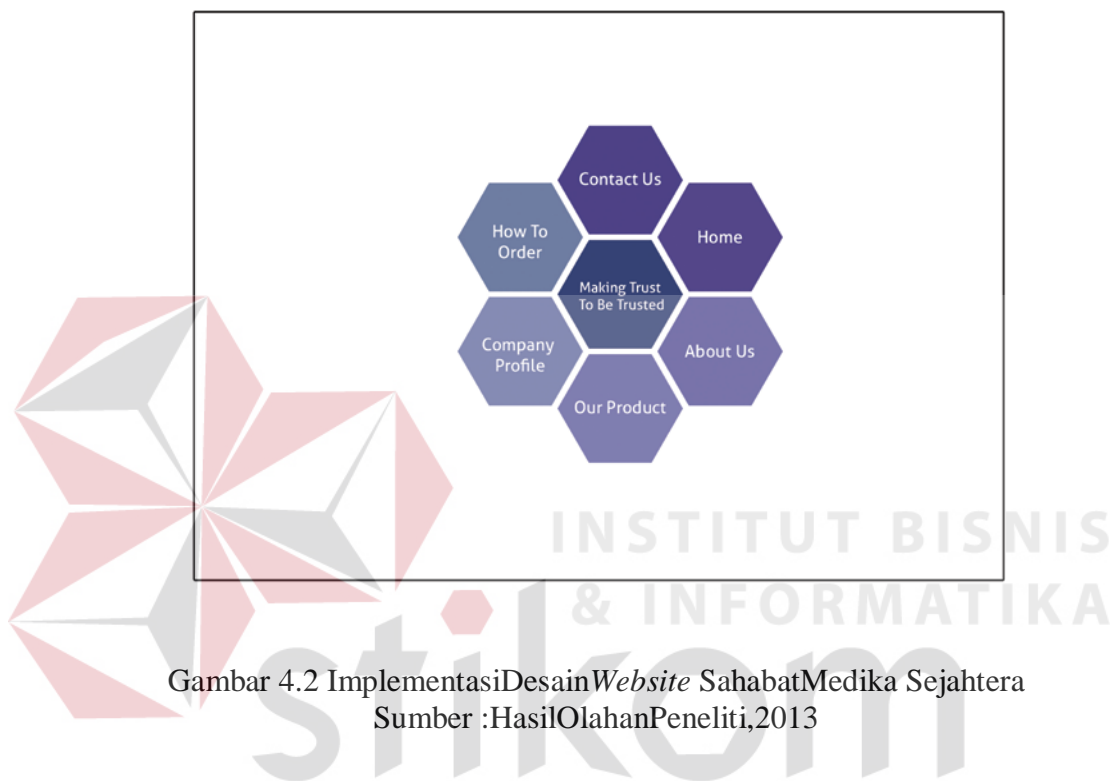 Contact Us
How To
Order
Home
Making Trust
To Be Trusted
Company
Profile
About Us
Our Product
INSTITUT BISNIS
& INFORMATIKA
stikom
Gambar 4.2 ImplementasiDesainWebsite SahabatMedika Sejahtera
Sumber :HasilOlahanPeneliti,2013